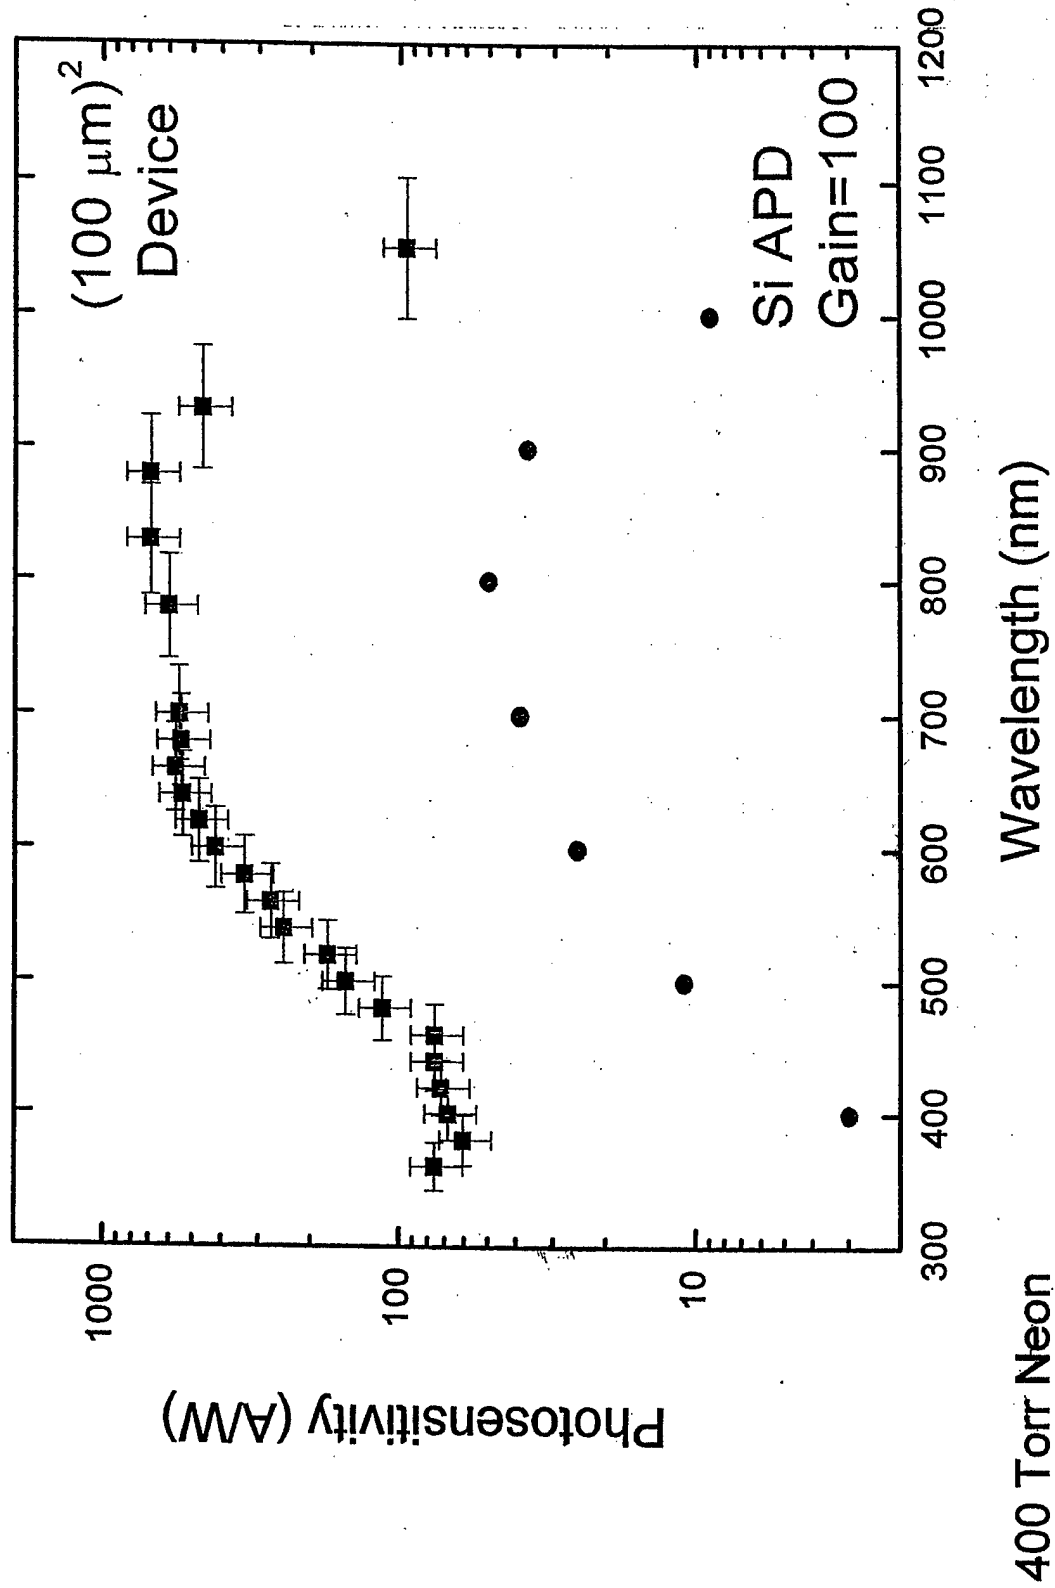 (100 μm)²
Device
Si APD
Gain=100
Photosensitivity (A/W)
1000
100
10
300 400 500 600 700 800 900 1000 1100 1200
Wavelength (nm)
400 Torr Neon